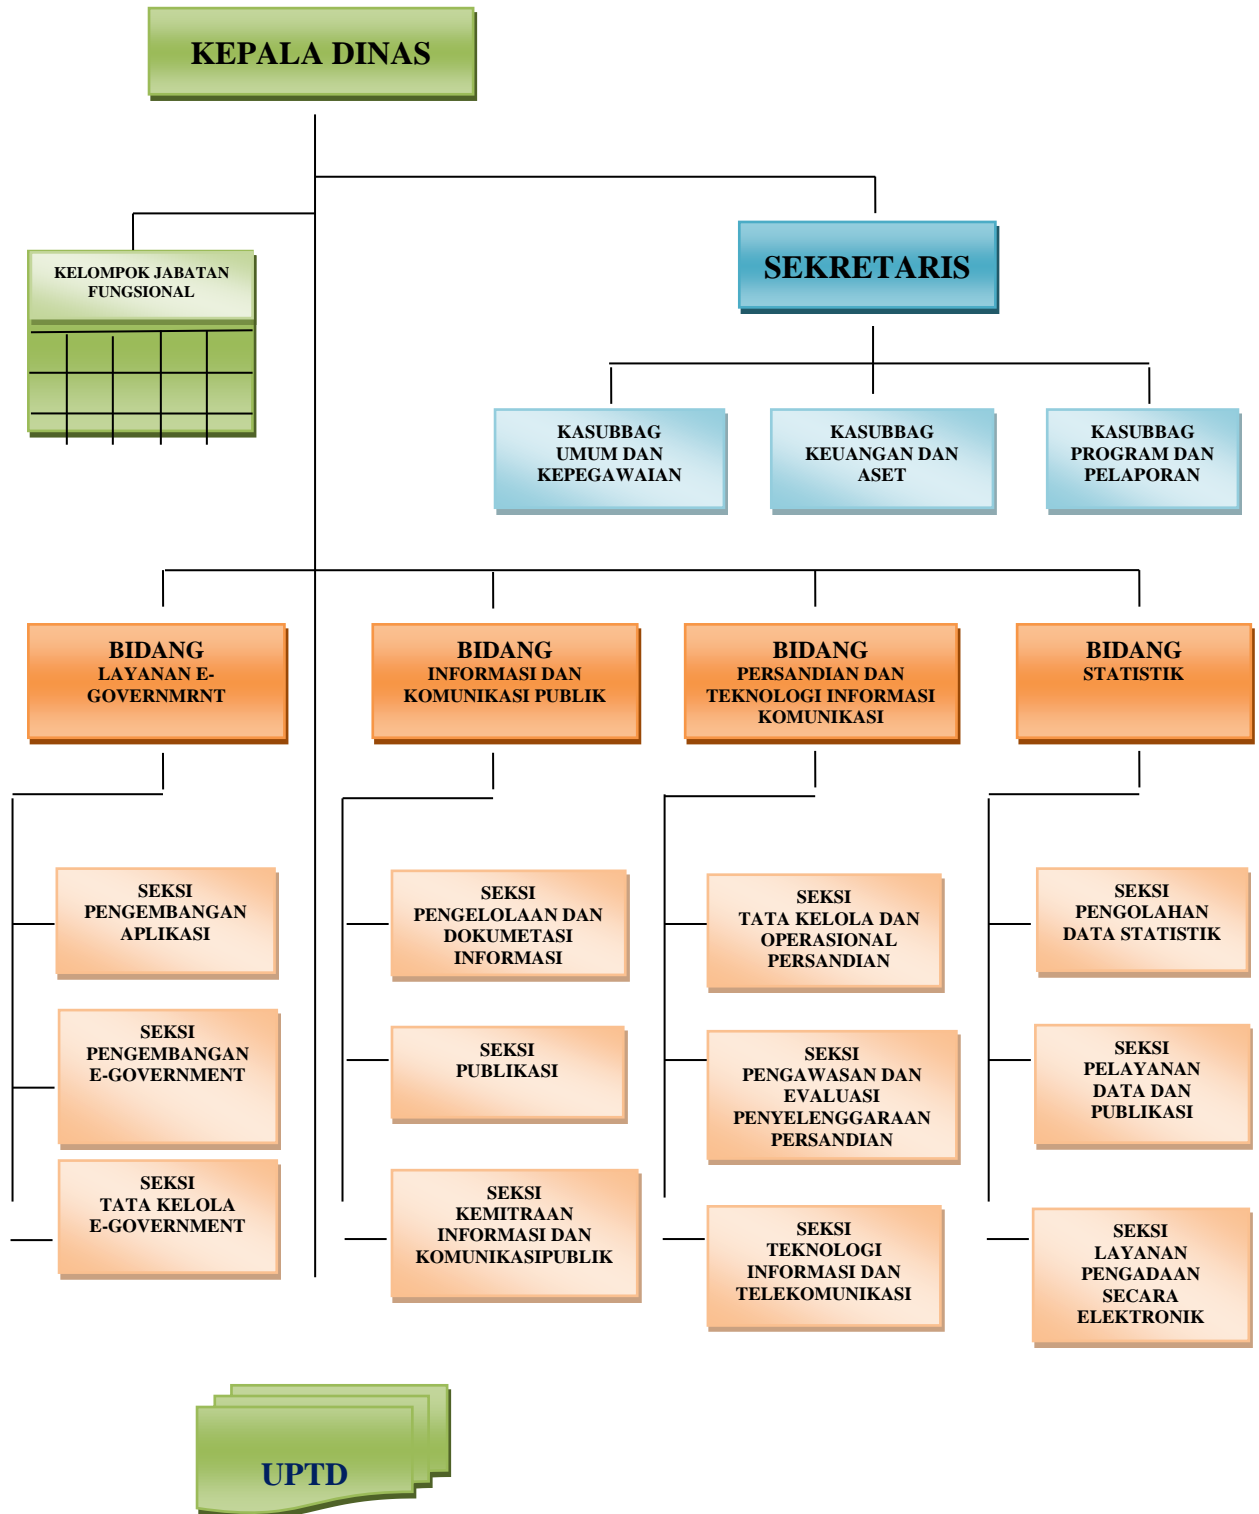 KEPALA DINAS
KELOMPOK JABATAN
FUNGSIONAL
SEKRETARIS
KASUBBAG
UMUM DAN
KEPEGAWAIAN
KASUBBAG
KEUANGAN DAN
ASET
KASUBBAG
PROGRAM DAN
PELAPORAN
BIDANG
LAYANAN E-
GOVERNMRNT
BIDANG
INFORMASI DAN
KOMUNIKASI PUBLIK
BIDANG
PERSANDIAN DAN
TEKNOLOGI INFORMASI
KOMUNIKASI
BIDANG
STATISTIK
SEKSI
PENGEMBANGAN
APLIKASI
SEKSI
PENGELOLAAN DAN
DOKUMETASI
INFORMASI
SEKSI
TATA KELOLA DAN
OPERASIONAL
PERSANDIAN
SEKSI
PENGOLAHAN
DATA STATISTIK
SEKSI
PENGEMBANGAN
E-GOVERNMENT
SEKSI
PUBLIKASI
SEKSI
PENGAWASAN DAN
EVALUASI
PENYELENGGARAAN
PERSANDIAN
SEKSI
PELAYANAN
DATA DAN
PUBLIKASI
SEKSI
TATA KELOLA
E-GOVERNMENT
SEKSI
KEMITRAAN
INFORMASI DAN
KOMUNIKASIPUBLIK
SEKSI
TEKNOLOGI
INFORMASI DAN
TELEKOMUNIKASI
SEKSI
LAYANAN
PENGADAAN
SECARA
ELEKTRONIK
UPTD